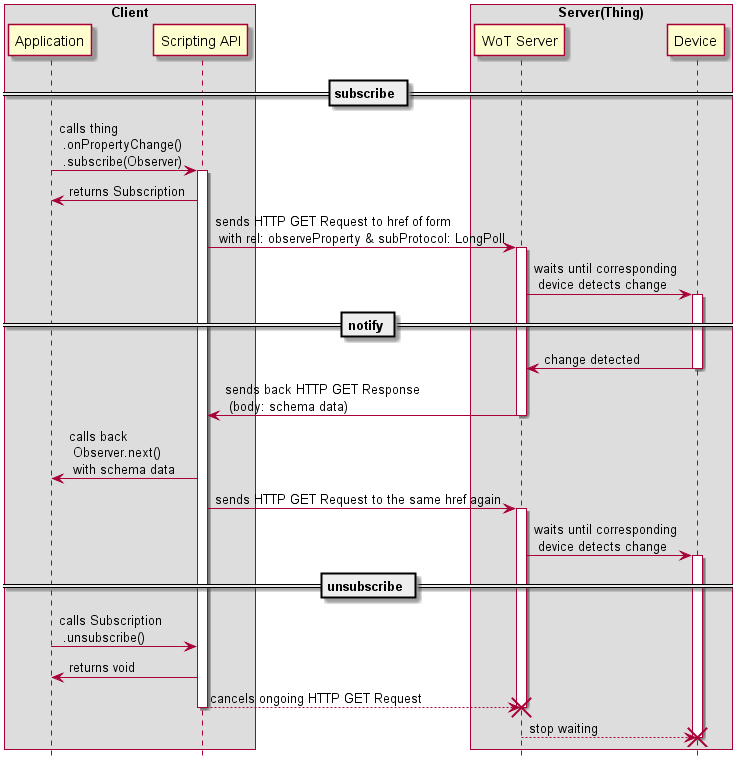 Client
Server(Thing)
Application
Scripting API
WoT Server
Device
subscribe
calls thing
.onPropertyChange()
.subscribe(Observer)
returns Subscription
sends HTTP GET Request to href of form
with rel: observeProperty & subProtocol: LongPoll
waits until corresponding
device detects change
notify
change detected
sends back HTTP GET Response
(body: schema data)
calls back
Observer.next()
with schema data
sends HTTP GET Request to the same href again
waits until corresponding
device detects change
unsubscribe
calls Subscription
.unsubscribe()
returns void
cancels ongoing HTTP GET Request
stop waiting